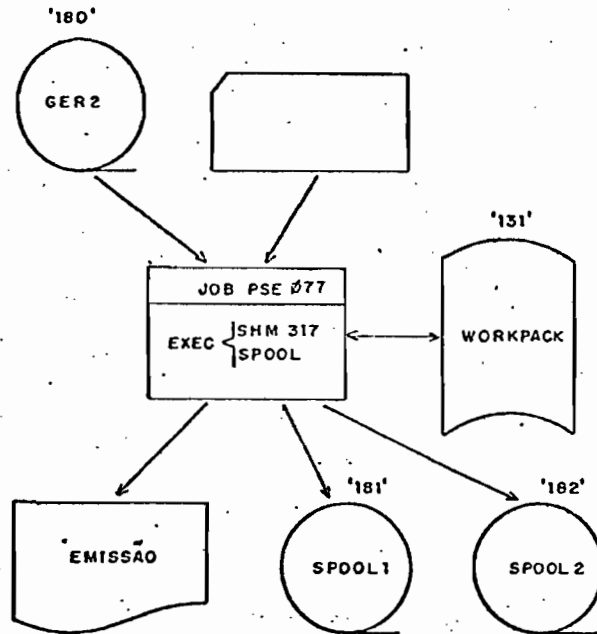 '180'
GER2
'131'
JOB PSE Ø77
EXEC { SHM 317
SPOOL
WORKPACK
EMISSÃO
'181'
SPOOL1
'182'
SPOOL 2